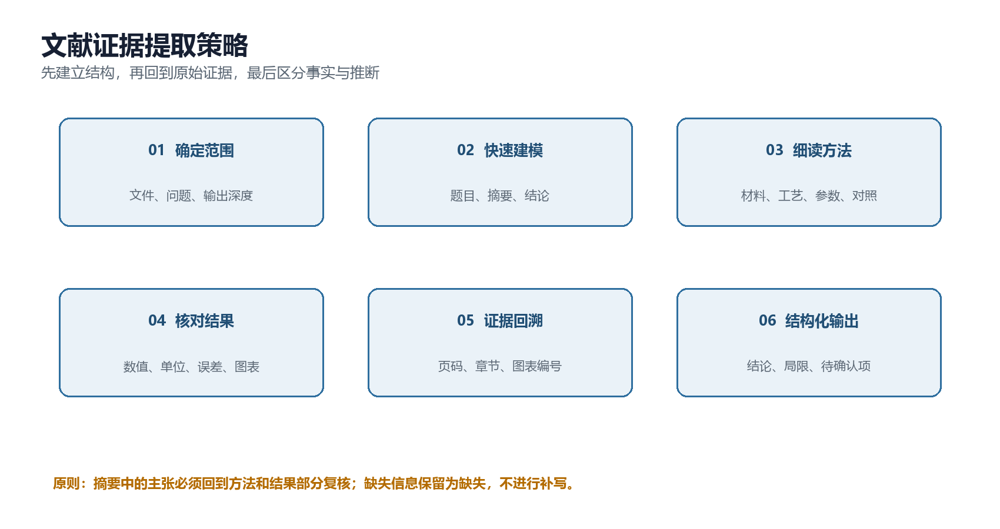 文献证据提取策略
先建立结构，再回到原始证据，最后区分事实与推断
01 确定范围
文件、问题、输出深度
02 快速建模
题目、摘要、结论
03 细读方法
材料、工艺、参数、对照
04 核对结果
数值、单位、误差、图表
05 证据回溯
页码、章节、图表编号
06 结构化输出
结论、局限、待确认项
原则：摘要中的主张必须回到方法和结果部分复核；缺失信息保留为缺失，不进行补写。